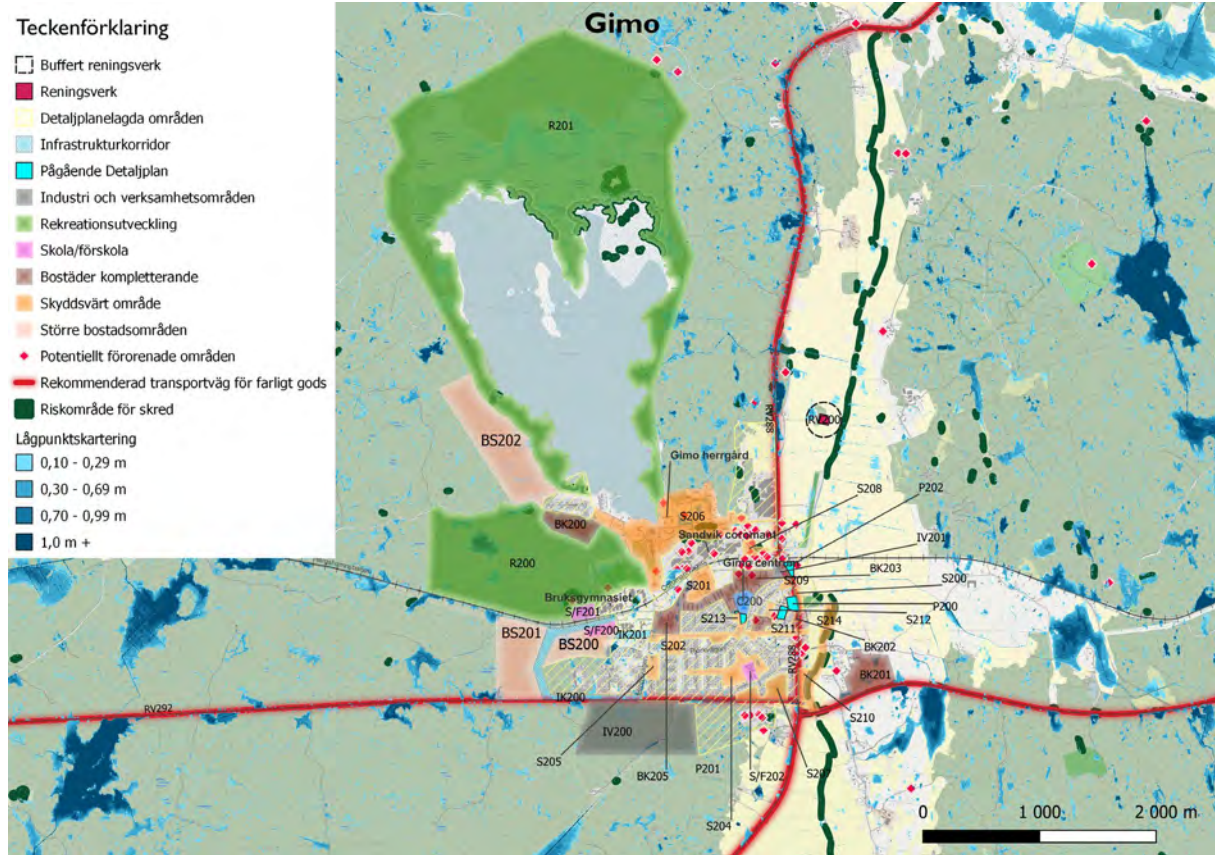 Gimo
Teckenförklaring
Buffert reningsverk
Reningsverk
Detaljplanelagda områden
Infrastrukturkorridor
Pågående Detaljplan
Industri och verksamhetsområden
Rekreationsutveckling
Skola/förskola
Bostäder kompletterande
Skyddsvärt område
Större bostadsområden
Potentiellt förorenade områden
Rekommenderad transportväg för farligt gods
Riskområde för skred
Lågpunktskartering
0,10 - 0,29 m
0,30 - 0,69 m
0,70 - 0,99 m
1,0 m +
R201
RV288
RV200
BS202
Gimo herrgård
S208
P202
S206
BK200
Sandvik coromant
IV201
R200
Gimo centrum
BK203
S209
S200
S201
Bruksgymnasiet
S/F201
C200
P200
S213
S211
S214
S212
BS201
S/F200
IK201
BS200
S202
BK202
RV288
BK201
IK200
RV292
S210
IV200
S205
BK205
P201
S/F202
S207
S204
0 1 000 2 000 m